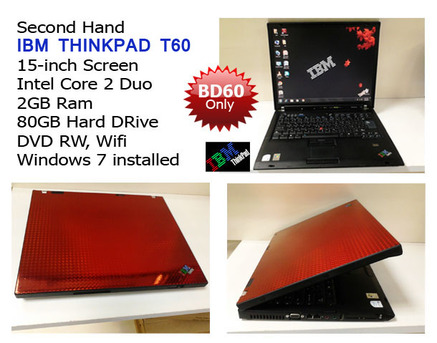 Second Hand
IBM THINKPAD T60
15-inch Screen
Intel Core 2 Duo
2GB Ram
80GB Hard DRive
DVD RW, Wifi
Windows 7 installed
BD60
Only
IBM
ThinkPad
IBM